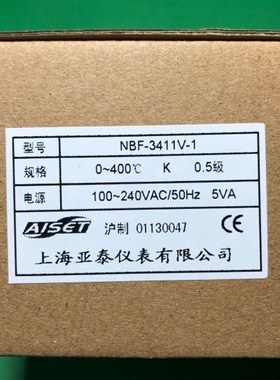 型号 NBF-3411V-1
规格 0~400℃ K 0.5级
电源 100~240VAC/50Hz 5VA
AISET 沪制 01130047 CE
上海亚泰仪表有限公司